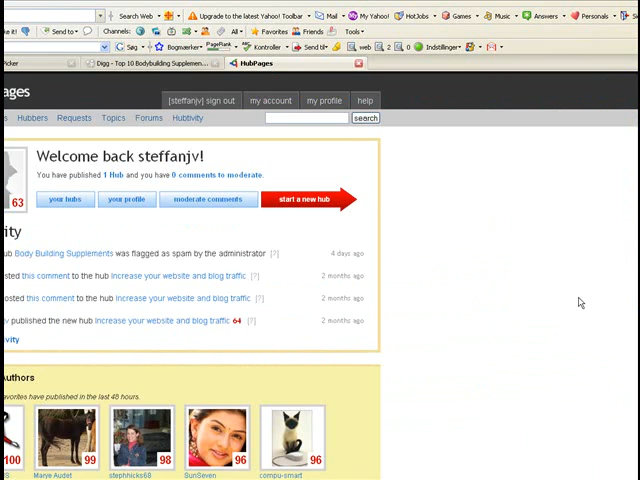 Search Web Upgrade to the latest Yahoo! Toolbar Mail My Yahoo! HotJobs Games Music Answers Personals
Send to Channels: All Favorites Friends Tools
Søg Bogmærker PageRank Kontroller Send til web 2 0 Indstillinger
Picker Digg - Top 10 Bodybuilding Supplemen... HubPages
ages
[steffanjv] sign out my account my profile help
s Hubbers Requests Topics Forums Hubtivity search
Welcome back steffanjv!
You have published 1 Hub and you have 0 comments to moderate.
63
your hubs your profile moderate comments start a new hub
ity
ub Body Building Supplements was flagged as spam by the administrator [?] 4 days ago
osted this comment to the hub Increase your website and blog traffic [?] 2 months ago
osted this comment to the hub Increase your website and blog traffic [?] 2 months ago
jv published the new hub Increase your website and blog traffic 64 [?] 2 months ago
ivity
Authors
favorites have published in the last 48 hours.
100 99 98 96 96
S. Marye Audet stephhicks68 SunSeven compu-smart